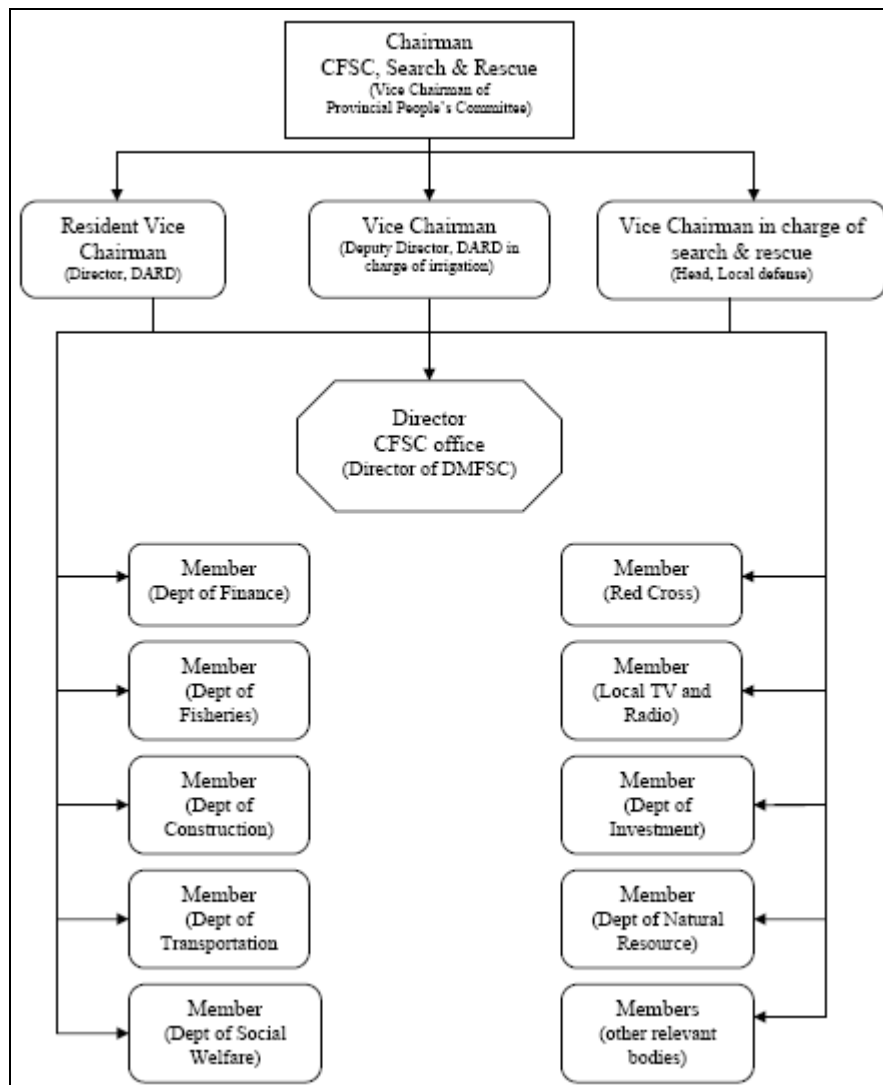 Chairman
CFSC, Search & Rescue
(Vice Chairman of
Provincial People's Committee)
Resident Vice
Chairman
(Director, DARD)
Vice Chairman
(Deputy Director, DARD in
charge of irrigation)
Vice Chairman in charge of
search & rescue
(Head, Local defense)
Director
CFSC office
(Director of DMFSC)
Member
(Dept of Finance)
Member
(Red Cross)
Member
(Dept of
Fisheries)
Member
(Local TV and
Radio)
Member
(Dept of
Construction)
Member
(Dept of
Investment)
Member
(Dept of
Transportation
Member
(Dept of Natural
Resource)
Member
(Dept of Social
Welfare)
Members
(other relevant
bodies)